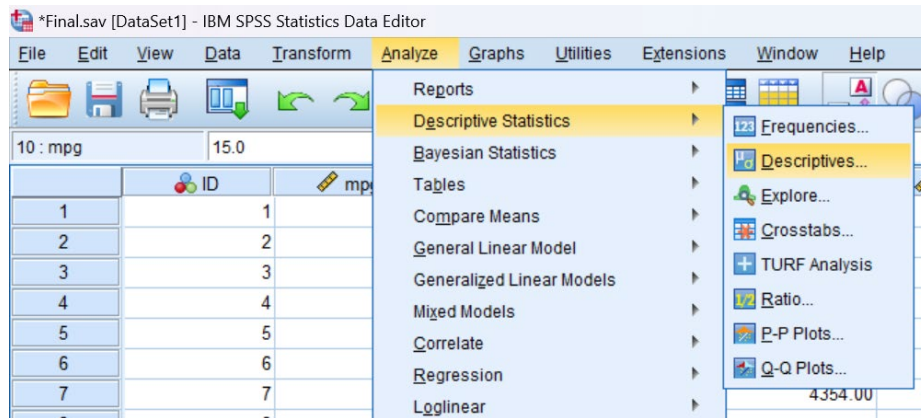 *Final.sav [DataSet1] - IBM SPSS Statistics Data Editor
File Edit View Data Transform Analyze Graphs Utilities Extensions Window Help
Reports
A
Descriptive Statistics
123 Frequencies...
10 : mpg 15.0
Bayesian Statistics
Descriptives...
ID
Tables
Explore...
1 1
Compare Means
Crosstabs...
2 2
General Linear Model
TURF Analysis
3 3
Generalized Linear Models
1/2 Ratio...
4 4
Mixed Models
P-P Plots...
5 5
Correlate
Q-Q Plots...
6 6
Regression
7 7
4354.00
Loglinear